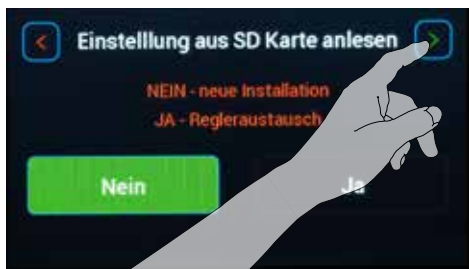 Einstelllung aus SD Karte anlesen
NEIN - neue Installation
JA - Regleraustausch
Nein
Ja